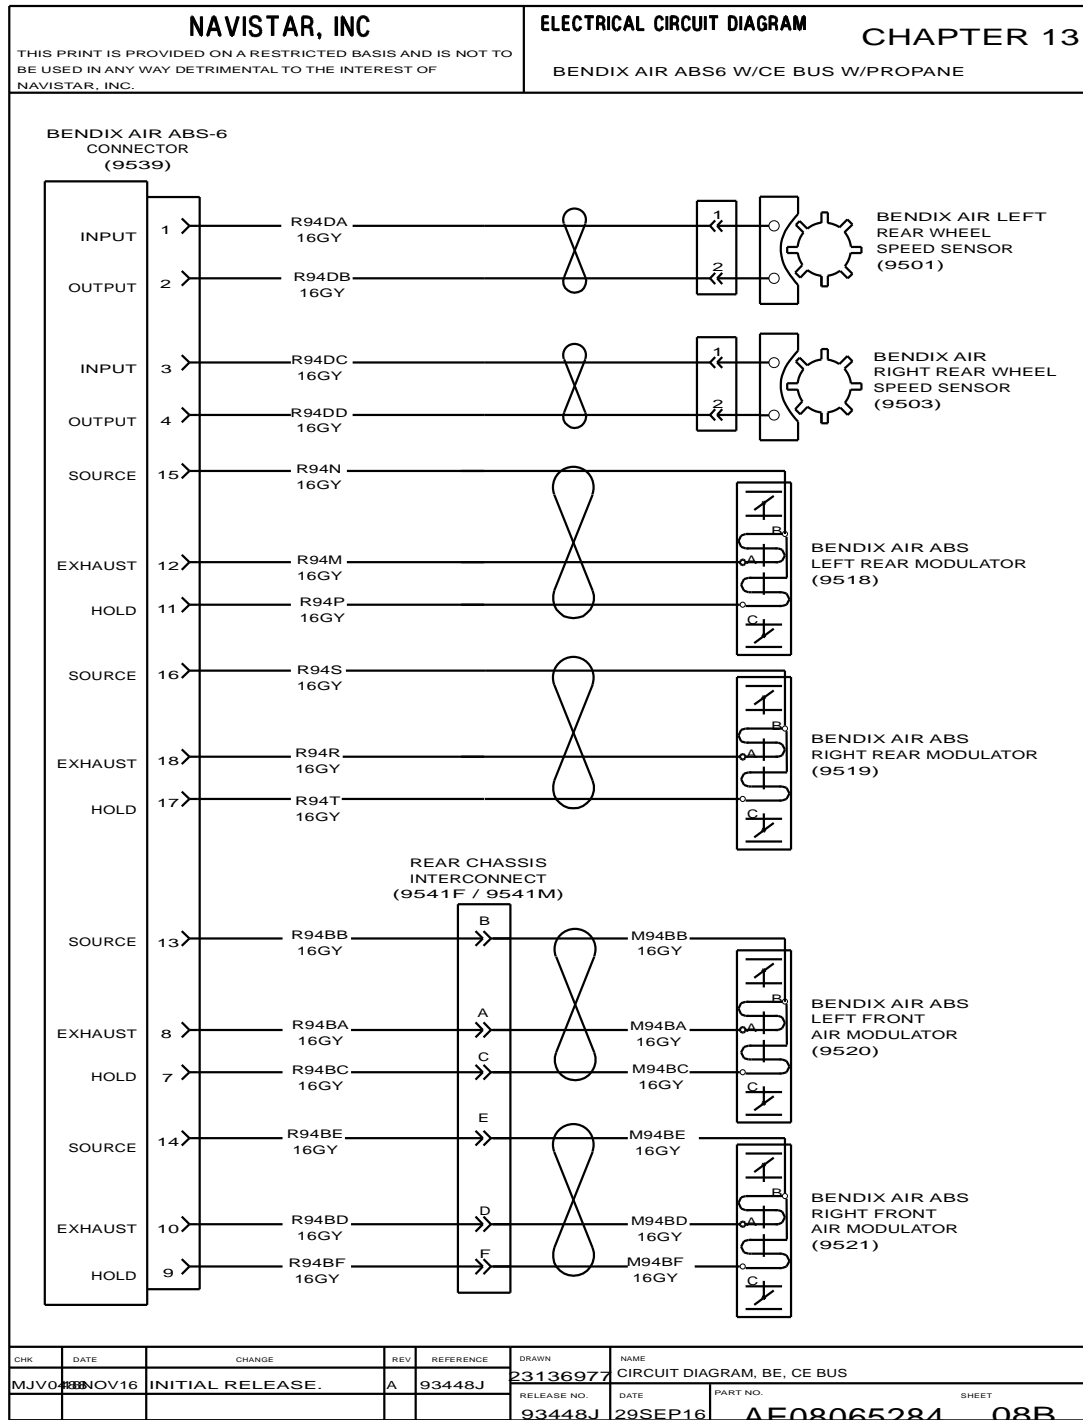 NAVISTAR, INC
THIS PRINT IS PROVIDED ON A RESTRICTED BASIS AND IS NOT TO
BE USED IN ANY WAY DETRIMENTAL TO THE INTEREST OF
NAVISTAR, INC.
ELECTRICAL CIRCUIT DIAGRAM
CHAPTER 13
BENDIX AIR ABS6 W/CE BUS W/PROPANE
BENDIX AIR ABS-6
CONNECTOR
(9539)
INPUT 1 R94DA 1
16GY
OUTPUT 2 R94DB 2
16GY
BENDIX AIR LEFT
REAR WHEEL
SPEED SENSOR
(9501)
INPUT 3 R94DC 1
16GY
OUTPUT 4 R94DD 2
16GY
BENDIX AIR
RIGHT REAR WHEEL
SPEED SENSOR
(9503)
SOURCE 15 R94N B
16GY
EXHAUST 12 R94M A
16GY
HOLD 11 R94P C
16GY
BENDIX AIR ABS
LEFT REAR MODULATOR
(9518)
SOURCE 16 R94S B
16GY
EXHAUST 18 R94R A
16GY
HOLD 17 R94T C
16GY
BENDIX AIR ABS
RIGHT REAR MODULATOR
(9519)
REAR CHASSIS
INTERCONNECT
(9541F / 9541M)
SOURCE 13 R94BB B M94BB B
16GY 16GY
EXHAUST 8 R94BA A M94BA A
16GY 16GY
HOLD 7 R94BC C M94BC C
16GY 16GY
BENDIX AIR ABS
LEFT FRONT
AIR MODULATOR
(9520)
SOURCE 14 R94BE E M94BE B
16GY 16GY
EXHAUST 10 R94BD D M94BD A
16GY 16GY
HOLD 9 R94BF F M94BF C
16GY 16GY
BENDIX AIR ABS
RIGHT FRONT
AIR MODULATOR
(9521)
CHK DATE CHANGE REV REFERENCE
INITIAL RELEASE. A 93448J
DRAWN 23136977
NAME
CIRCUIT DIAGRAM, BE, CE BUS
RELEASE NO. DATE PART NO. SHEET
93448J 29SEP16 AE08065284 08B